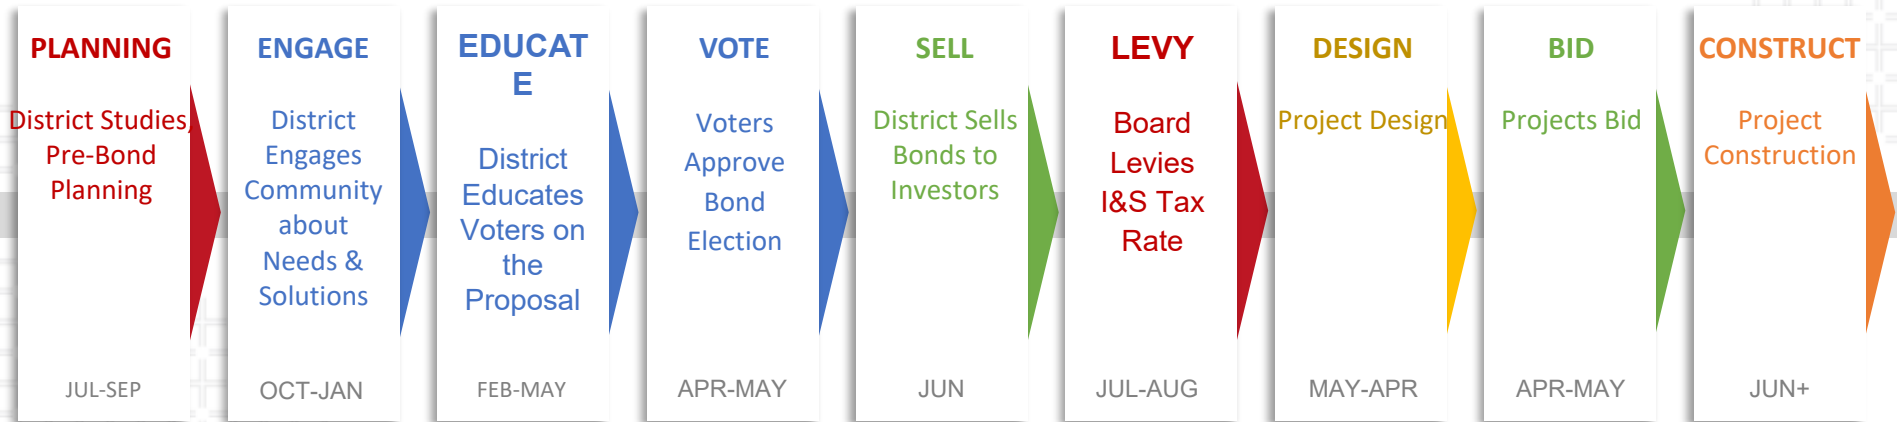 PLANNING
District Studies,
Pre-Bond
Planning
JUL-SEP
ENGAGE
District
Engages
Community
about
Needs &
Solutions
OCT-JAN
EDUCAT
E
District
Educates
Voters on
the
Proposal
FEB-MAY
VOTE
Voters
Approve
Bond
Election
APR-MAY
SELL
District Sells
Bonds to
Investors
JUN
LEVY
Board
Levies
I&S Tax
Rate
JUL-AUG
DESIGN
Project Design
MAY-APR
BID
Projects Bid
APR-MAY
CONSTRUCT
Project
Construction
JUN+